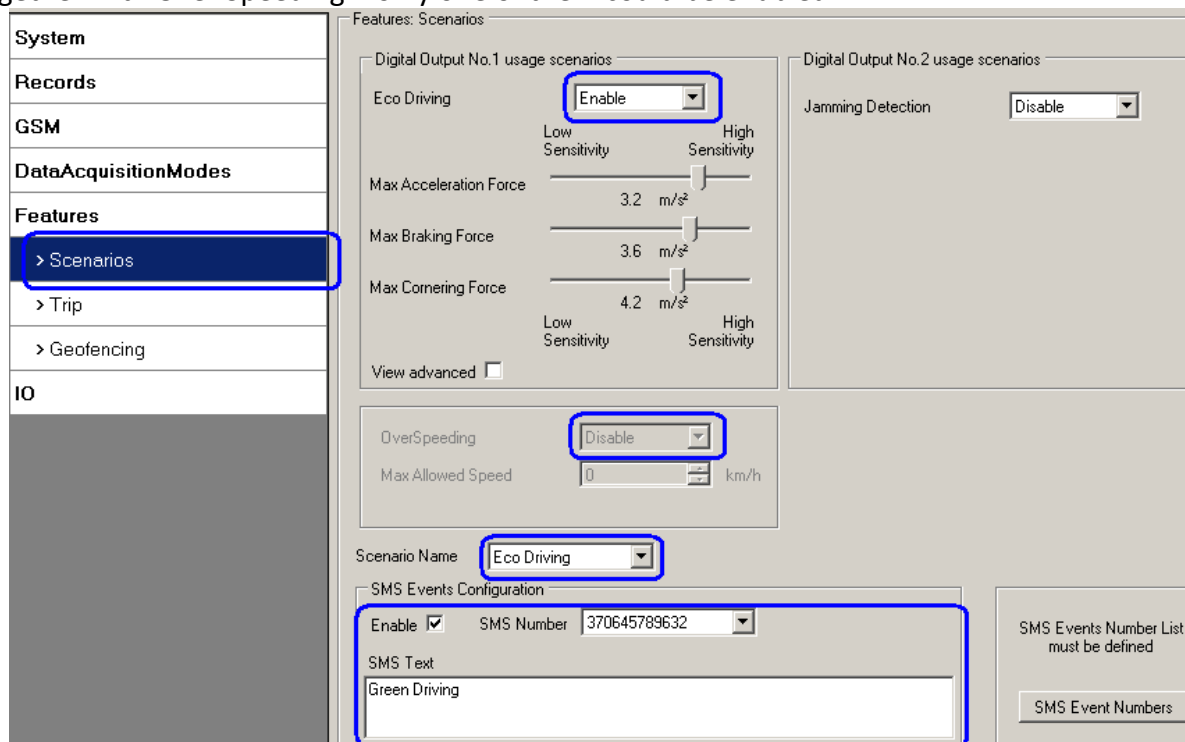 System
Records
GSM
DataAcquisitionModes
Features
> Scenarios
> Trip
> Geofencing
IO
Features: Scenarios
Digital Output No.1 usage scenarios
Eco Driving Enable
Low High
Sensitivity Sensitivity
Max Acceleration Force
3.2 m/s²
Max Braking Force
3.6 m/s²
Max Cornering Force
4.2 m/s²
Low High
Sensitivity Sensitivity
View advanced
Digital Output No.2 usage scenarios
Jamming Detection Disable
OverSpeeding Disable
Max Allowed Speed 0 km/h
Scenario Name Eco Driving
SMS Events Configuration
Enable SMS Number 370645789632
SMS Text
Green Driving
SMS Events Number List
must be defined
SMS Event Numbers